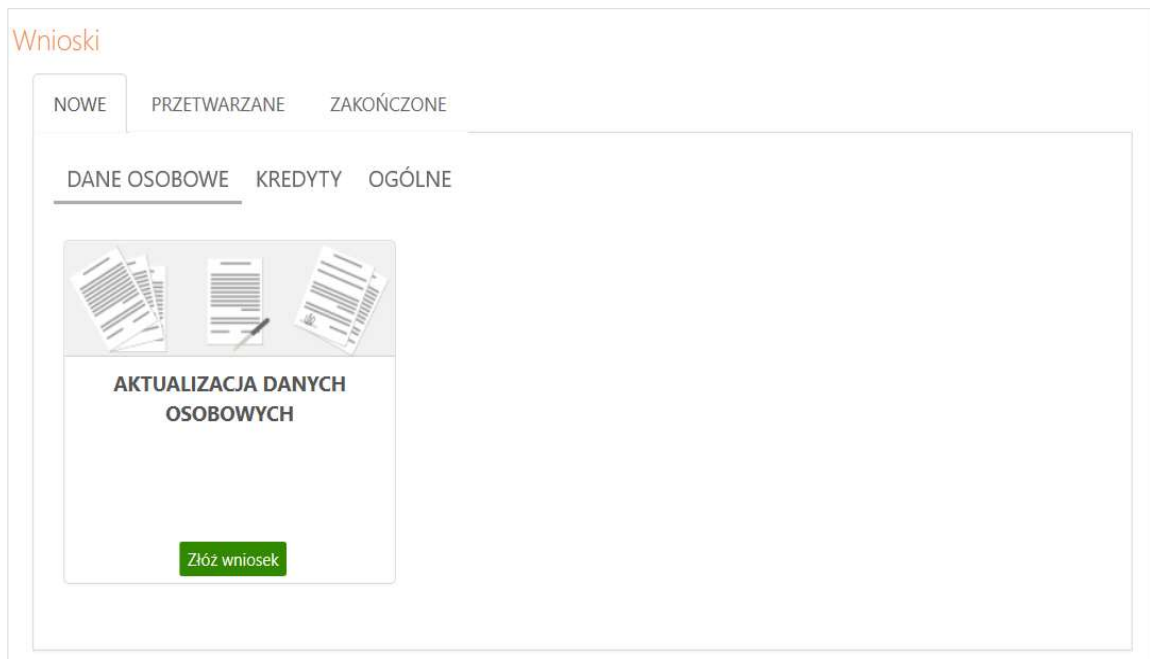 Wnioski
NOWE PRZETWARZANE ZAKOŃCZONE
DANE OSOBOWE KREDYTY OGÓLNE
AKTUALIZACJA DANYCH
OSOBOWYCH
Złóż wniosek